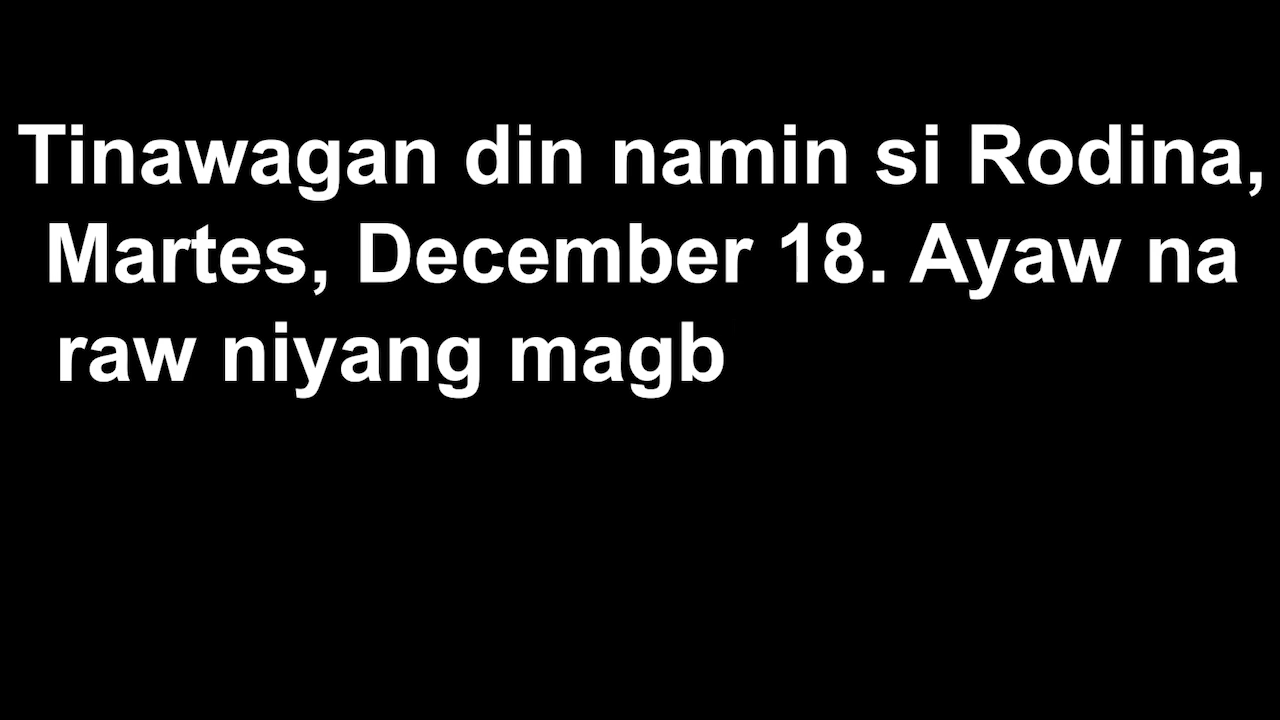 Tinawagan din namin si Rodina,
Martes, December 18. Ayaw na
raw niyang magb